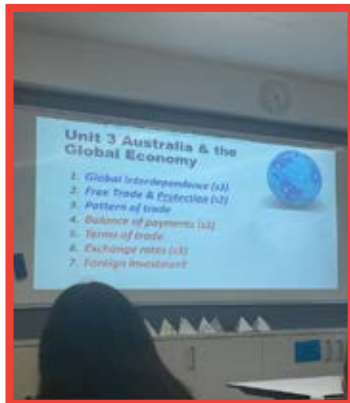 Unit 3 Australia & the
Global Economy
1. Global Interdependence (x3)
2. Free Trade & Protection (x2)
3. Pattern of trade
4. Balance of payments (x2)
5. Terms of trade
6. Exchange rates (x3)
7. Foreign Investment